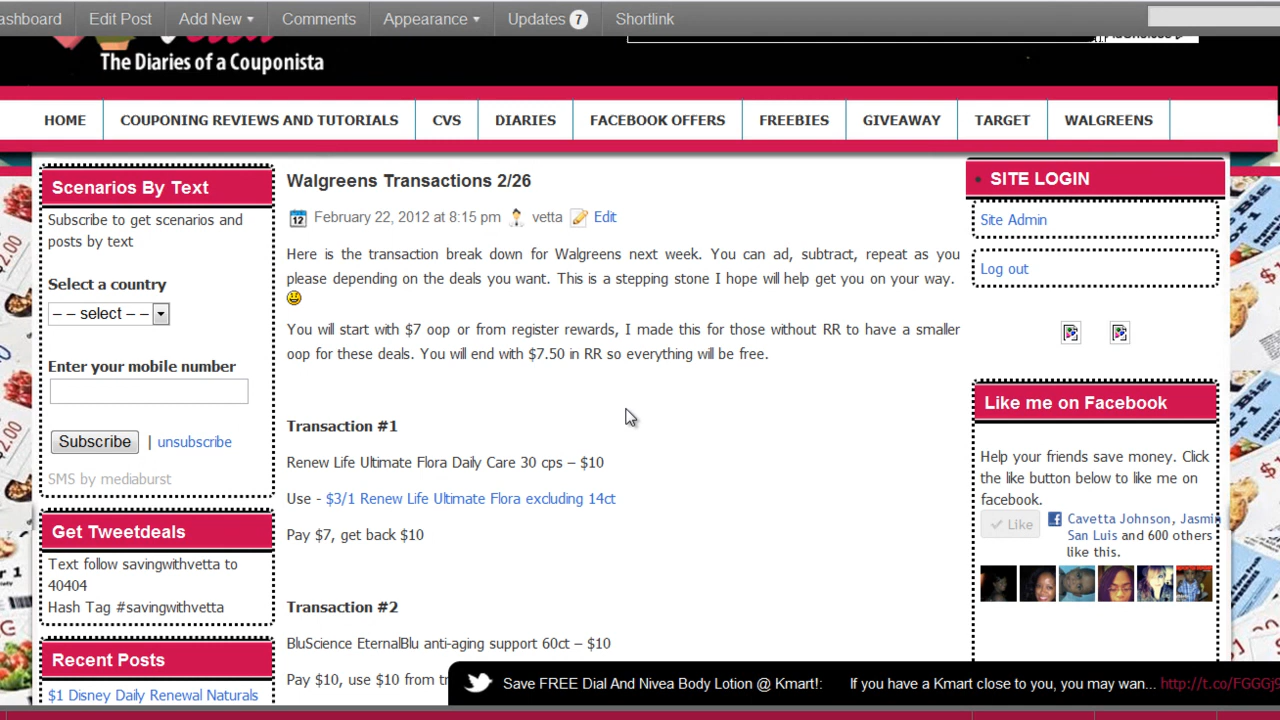 ashboard Edit Post Add New Comments Appearance Updates 7 Shortlink
The Diaries of a Couponista
HOME COUPONING REVIEWS AND TUTORIALS CVS DIARIES FACEBOOK OFFERS FREEBIES GIVEAWAY TARGET WALGREENS
Scenarios By Text
Subscribe to get scenarios and
posts by text
Select a country
– – select – –
Enter your mobile number
Subscribe | unsubscribe
SMS by mediaburst
Get Tweetdeals
Text follow savingwithvetta to
40404
Hash Tag #savingwithvetta
Recent Posts
$1 Disney Daily Renewal Naturals
Walgreens Transactions 2/26
12 February 22, 2012 at 8:15 pm vetta Edit
Here is the transaction break down for Walgreens next week. You can ad, subtract, repeat as you
please depending on the deals you want. This is a stepping stone I hope will help get you on your way.
You will start with $7 oop or from register rewards, I made this for those without RR to have a smaller
oop for these deals. You will end with $7.50 in RR so everything will be free.
Transaction #1
Renew Life Ultimate Flora Daily Care 30 cps – $10
Use - $3/1 Renew Life Ultimate Flora excluding 14ct
Pay $7, get back $10
Transaction #2
BluScience EternalBlu anti-aging support 60ct – $10
Pay $10, use $10 from tr
SITE LOGIN
Site Admin
Log out
Like me on Facebook
Help your friends save money. Click
the like button below to like me on
facebook.
Like
Cavetta Johnson, Jasmin
San Luis and 600 others
like this.
Save FREE Dial And Nivea Body Lotion @ Kmart!: If you have a Kmart close to you, you may wan... http://t.co/FGGGj9
$2.00
$2.00
$1